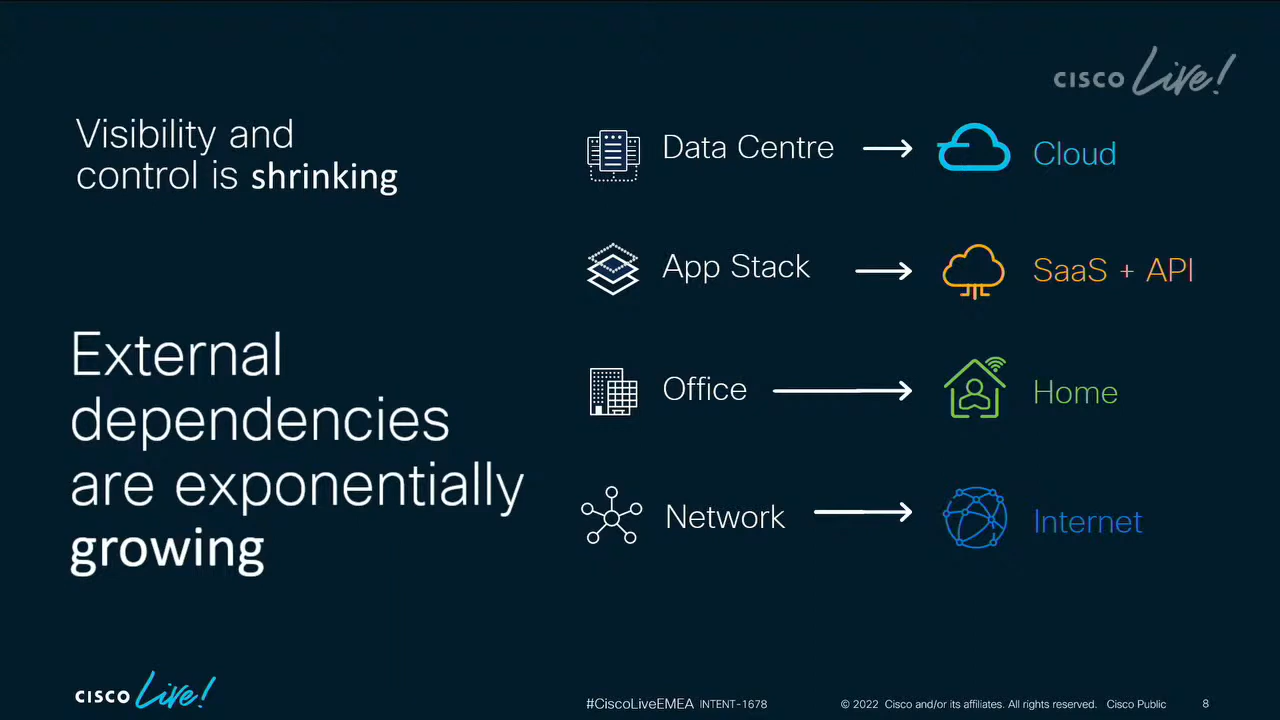 CISCO Live!
Visibility and
control is shrinking
External
dependencies
are exponentially
growing
Data Centre
Cloud
App Stack
SaaS + API
Office
Home
Network
Internet
CISCO Live!
#CiscoLiveEMEA INTENT-1678
© 2022 Cisco and/or its affiliates. All rights reserved. Cisco Public
8